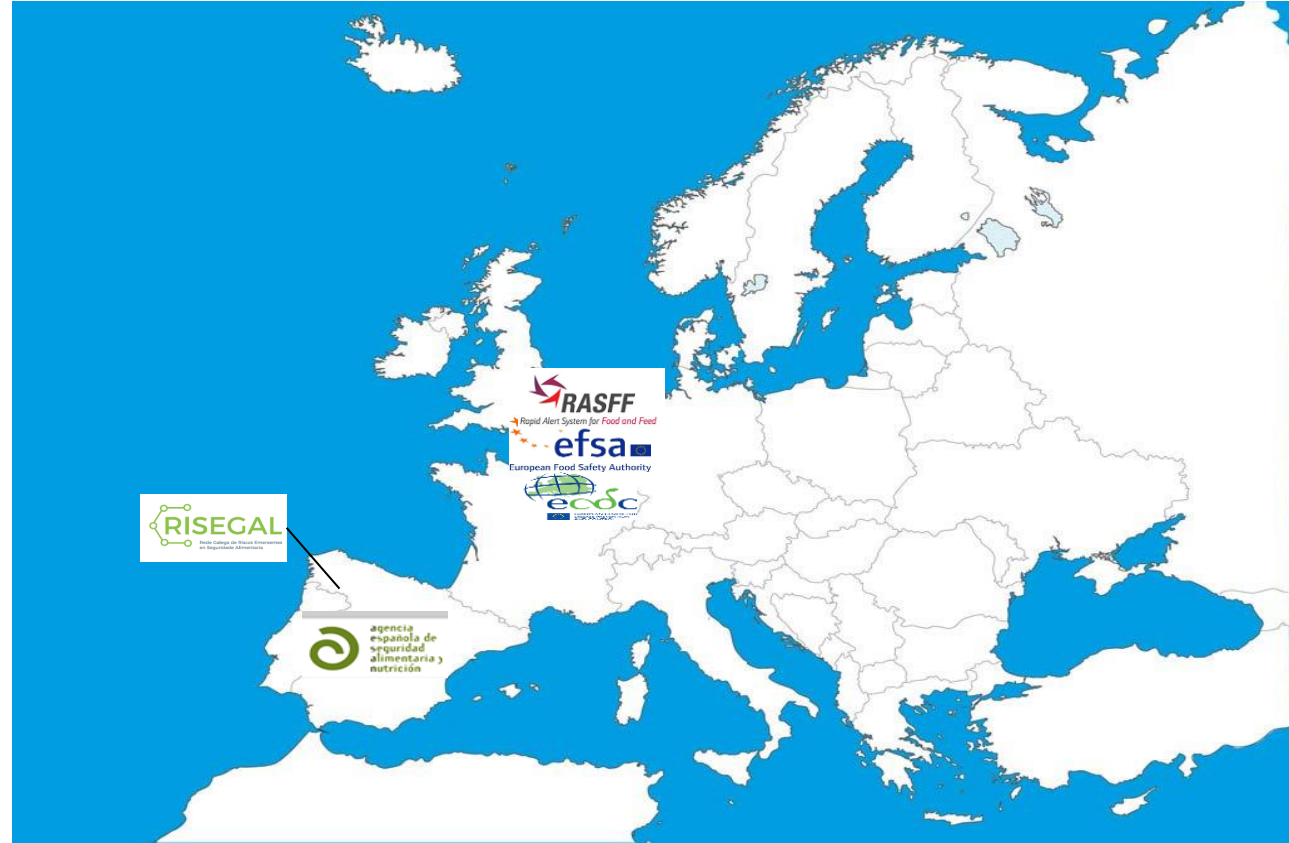 RASFF
Rapid Alert System for Food and Feed
efsa
European Food Safety Authority
ecdc
RISEGAL
Rede Galega de Riscos Emerxentes
en Seguridade Alimentaria
agencia
española de
seguridad
alimentaria y
nutrición